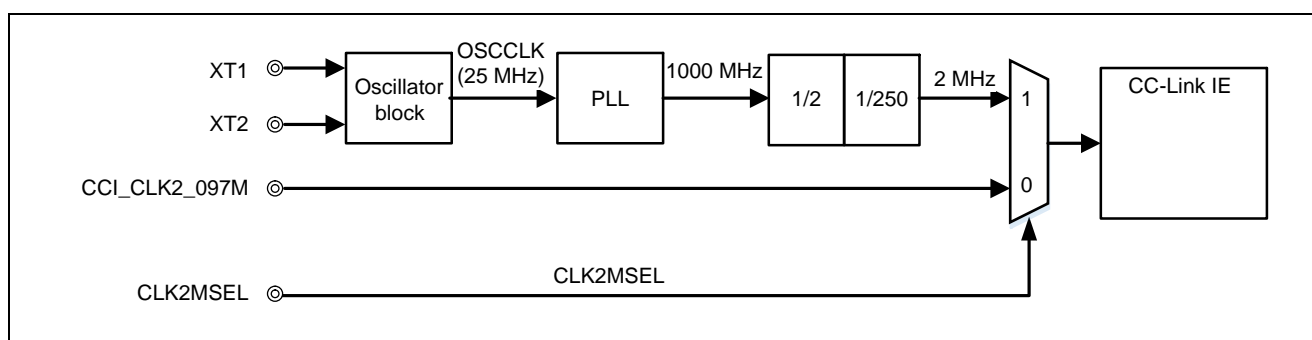 XT1
XT2
Oscillator
block
OSCCLK
(25 MHz)
PLL
1000 MHz
1/2
1/250
2 MHz
1
0
CC-Link IE
CCI_CLK2_097M
CLK2MSEL
CLK2MSEL